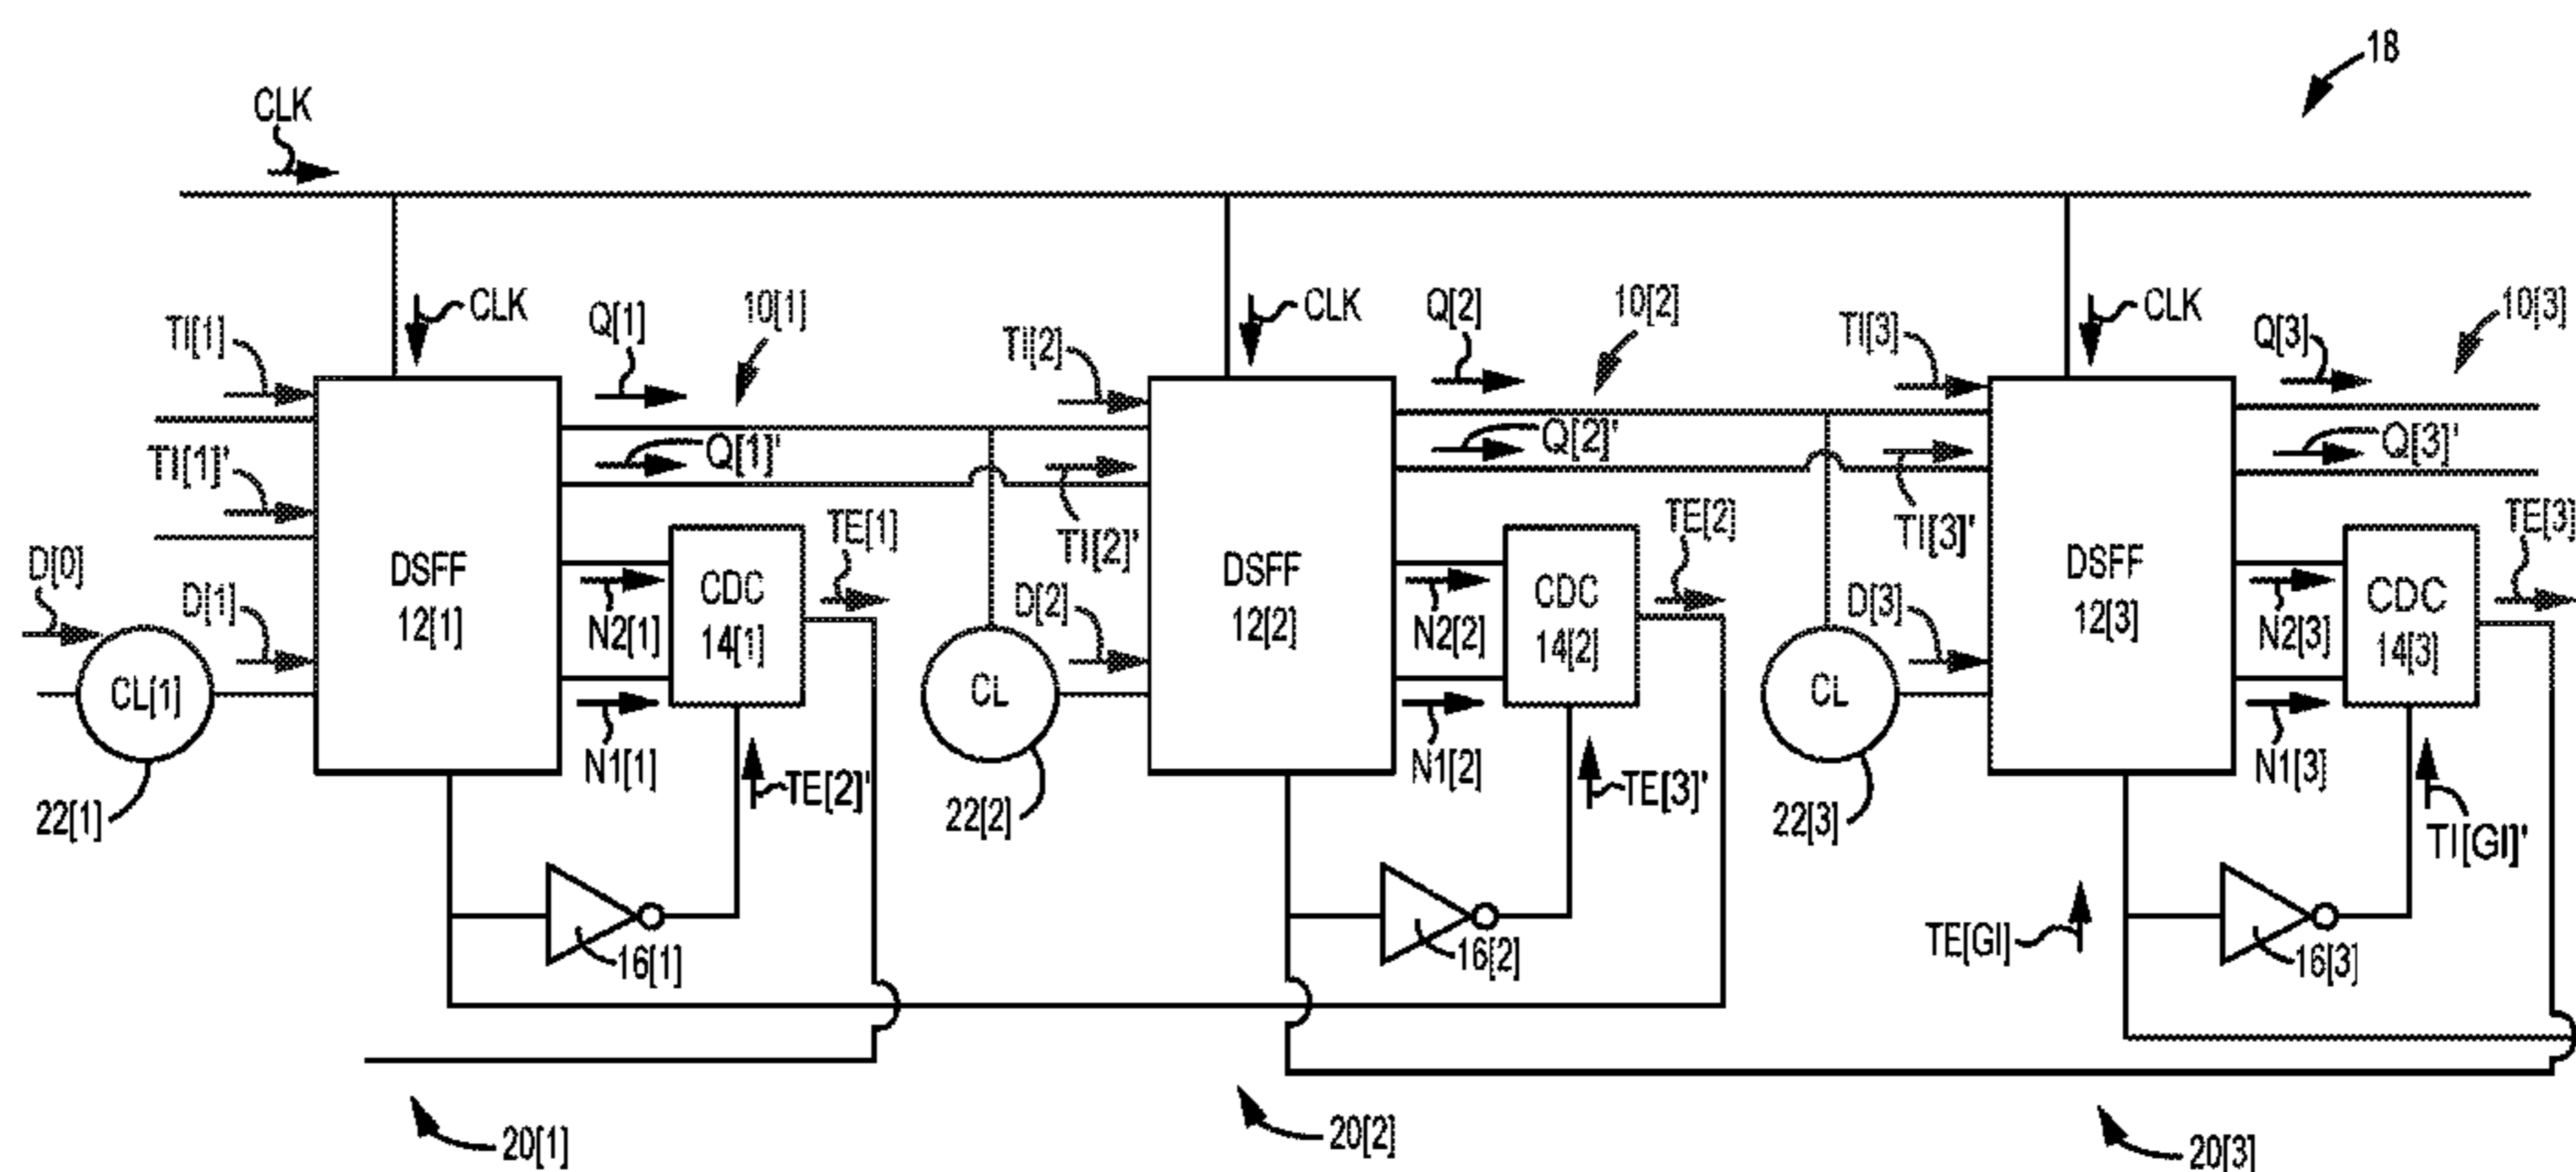 18
CLK
CLK
CLK
CLK
Q[1]
10[1]
Q[2]
10[2]
Q[3]
10[3]
TI[1]
TI[2]
TI[3]
Q[1]'
Q[2]'
Q[3]'
TI[1]'
TI[2]'
TI[3]'
TE[1]
TE[2]
TE[3]
D[0]
D[1]
DSFF
12[1]
CDC
14[1]
D[2]
DSFF
12[2]
CDC
14[2]
D[3]
DSFF
12[3]
CDC
14[3]
N2[1]
N2[2]
N2[3]
CL[1]
CL
CL
N1[1]
N1[2]
N1[3]
22[1]
TE[2]'
22[2]
TE[3]'
22[3]
TI[GI]'
16[1]
16[2]
TE[GI]
16[3]
20[1]
20[2]
20[3]